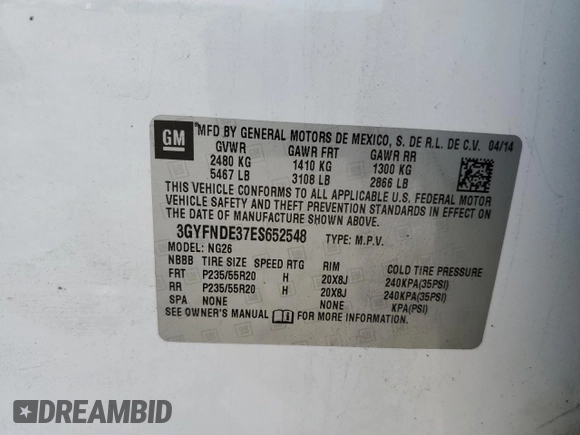 GM
MFD BY GENERAL MOTORS DE MEXICO, S. DE R.L. DE C.V. 04/14
GVWR GAWR FRT GAWR RR
2480 KG 1410 KG 1300 KG
5467 LB 3108 LB 2866 LB
THIS VEHICLE CONFORMS TO ALL APPLICABLE U.S. FEDERAL MOTOR
VEHICLE SAFETY AND THEFT PREVENTION STANDARDS IN EFFECT ON
THE DATE OF MANUFACTURE SHOWN ABOVE.
3GYFNDE37ES652548 TYPE: M.P.V.
MODEL: NG26
NBBB TIRE SIZE SPEED RTG RIM COLD TIRE PRESSURE
FRT P235/55R20 H 20X8J 240KPA(35PSI)
RR P235/55R20 H 20X8J 240KPA(35PSI)
SPA NONE NONE KPA(PSI)
SEE OWNER'S MANUAL FOR MORE INFORMATION.
DREAMBID